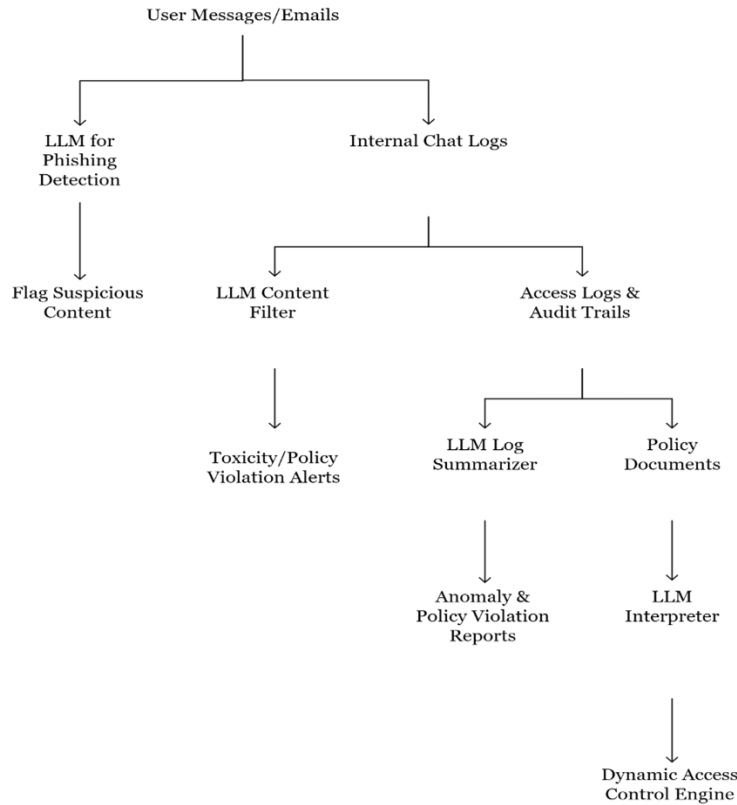 User Messages/Emails
LLM for
Phishing
Detection
Internal Chat Logs
Flag Suspicious
Content
LLM Content
Filter
Access Logs &
Audit Trails
Toxicity/Policy
Violation Alerts
LLM Log
Summarizer
Policy
Documents
Anomaly &
Policy Violation
Reports
LLM
Interpreter
Dynamic Access
Control Engine